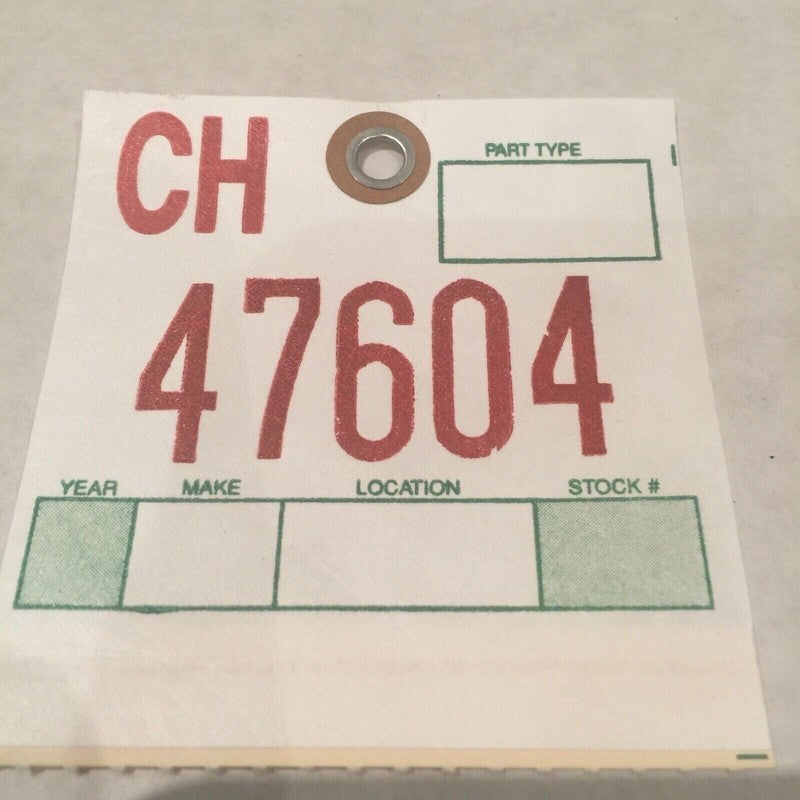 CH
PART TYPE
47604
YEAR MAKE LOCATION STOCK #